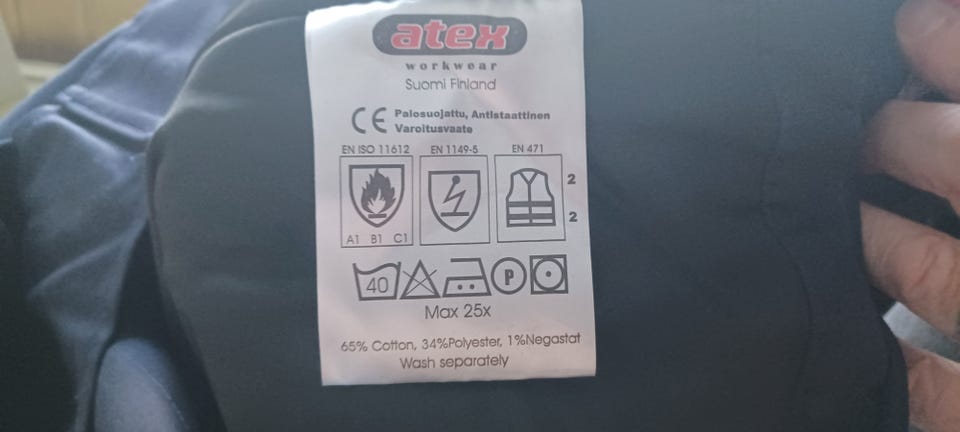 atex
workwear
Suomi Finland
CE Palosuojattu, Antistaattinen
Varoitusvaate
EN ISO 11612 EN 1149-5 EN 471
2
2
A1 B1 C1
40 P
Max 25x
65% Cotton, 34%Polyester, 1%Negastat
Wash separately